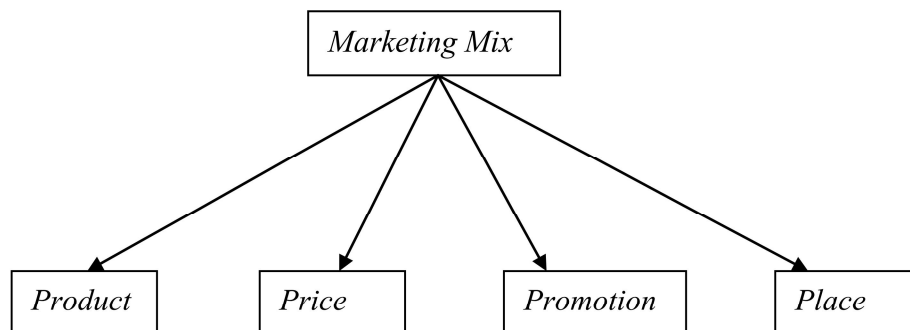 Marketing Mix
Product
Price
Promotion
Place